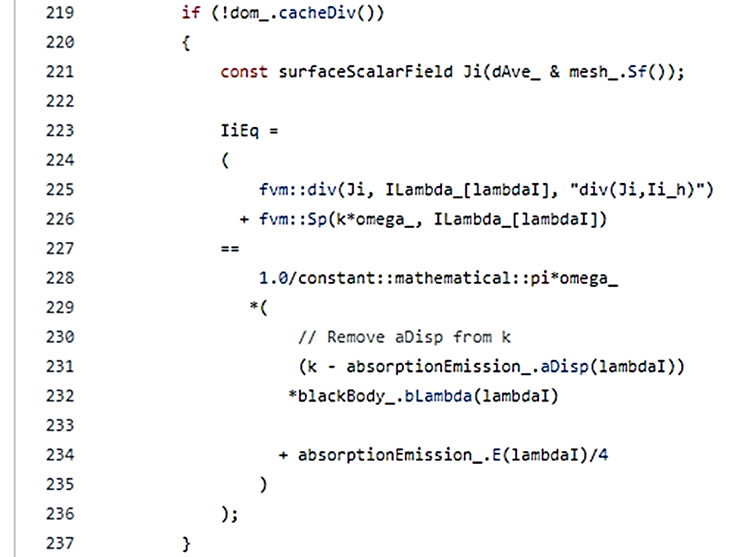 219            if (!dom_.cacheDiv())
220            {
221                const surfaceScalarField Ji(dAve_ & mesh_.Sf());
222
223                IiEq =
224                (
225                    fvm::div(Ji, ILambda_[lambdaI], "div(Ji,Ii_h)")
226                  + fvm::Sp(k*omega_, ILambda_[lambdaI])
227                ==
228                    1.0/constant::mathematical::pi*omega_
229                   *(
230                        // Remove aDisp from k
231                        (k - absorptionEmission_.aDisp(lambdaI))
232                       *blackBody_.bLambda(lambdaI)
233
234                      + absorptionEmission_.E(lambdaI)/4
235                    )
236                );
237            }